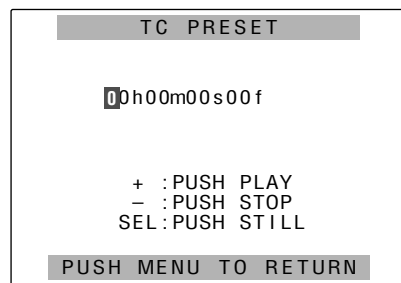 TC PRESET
00h00m00s00f
+ :PUSH PLAY
– :PUSH STOP
SEL:PUSH STILL
PUSH MENU TO RETURN